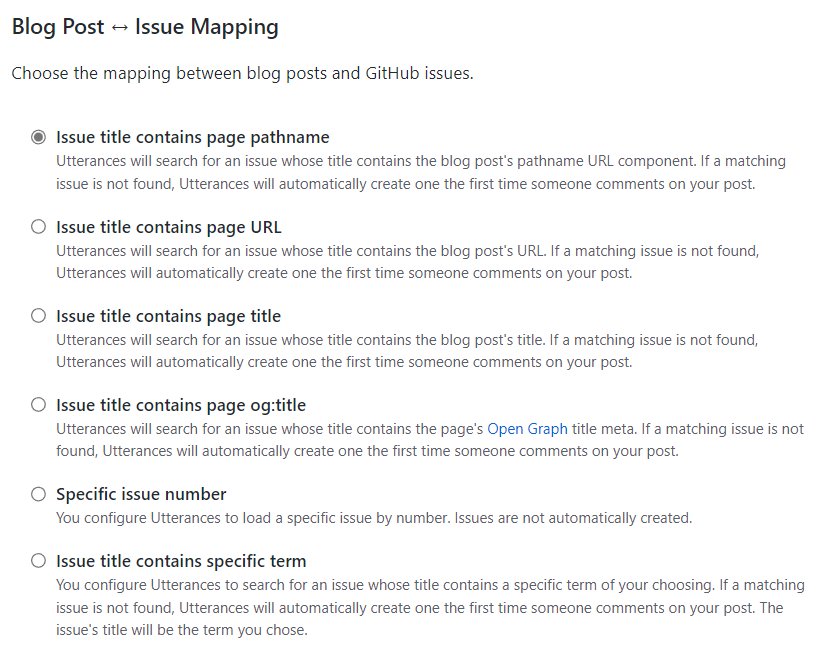 Blog Post ↔ Issue Mapping
Choose the mapping between blog posts and GitHub issues.
Issue title contains page pathname
Utterances will search for an issue whose title contains the blog post's pathname URL component. If a matching
issue is not found, Utterances will automatically create one the first time someone comments on your post.
Issue title contains page URL
Utterances will search for an issue whose title contains the blog post's URL. If a matching issue is not found,
Utterances will automatically create one the first time someone comments on your post.
Issue title contains page title
Utterances will search for an issue whose title contains the blog post's title. If a matching issue is not found,
Utterances will automatically create one the first time someone comments on your post.
Issue title contains page og:title
Utterances will search for an issue whose title contains the page's Open Graph title meta. If a matching issue is not
found, Utterances will automatically create one the first time someone comments on your post.
Specific issue number
You configure Utterances to load a specific issue by number. Issues are not automatically created.
Issue title contains specific term
You configure Utterances to search for an issue whose title contains a specific term of your choosing. If a matching
issue is not found, Utterances will automatically create one the first time someone comments on your post. The
issue's title will be the term you chose.